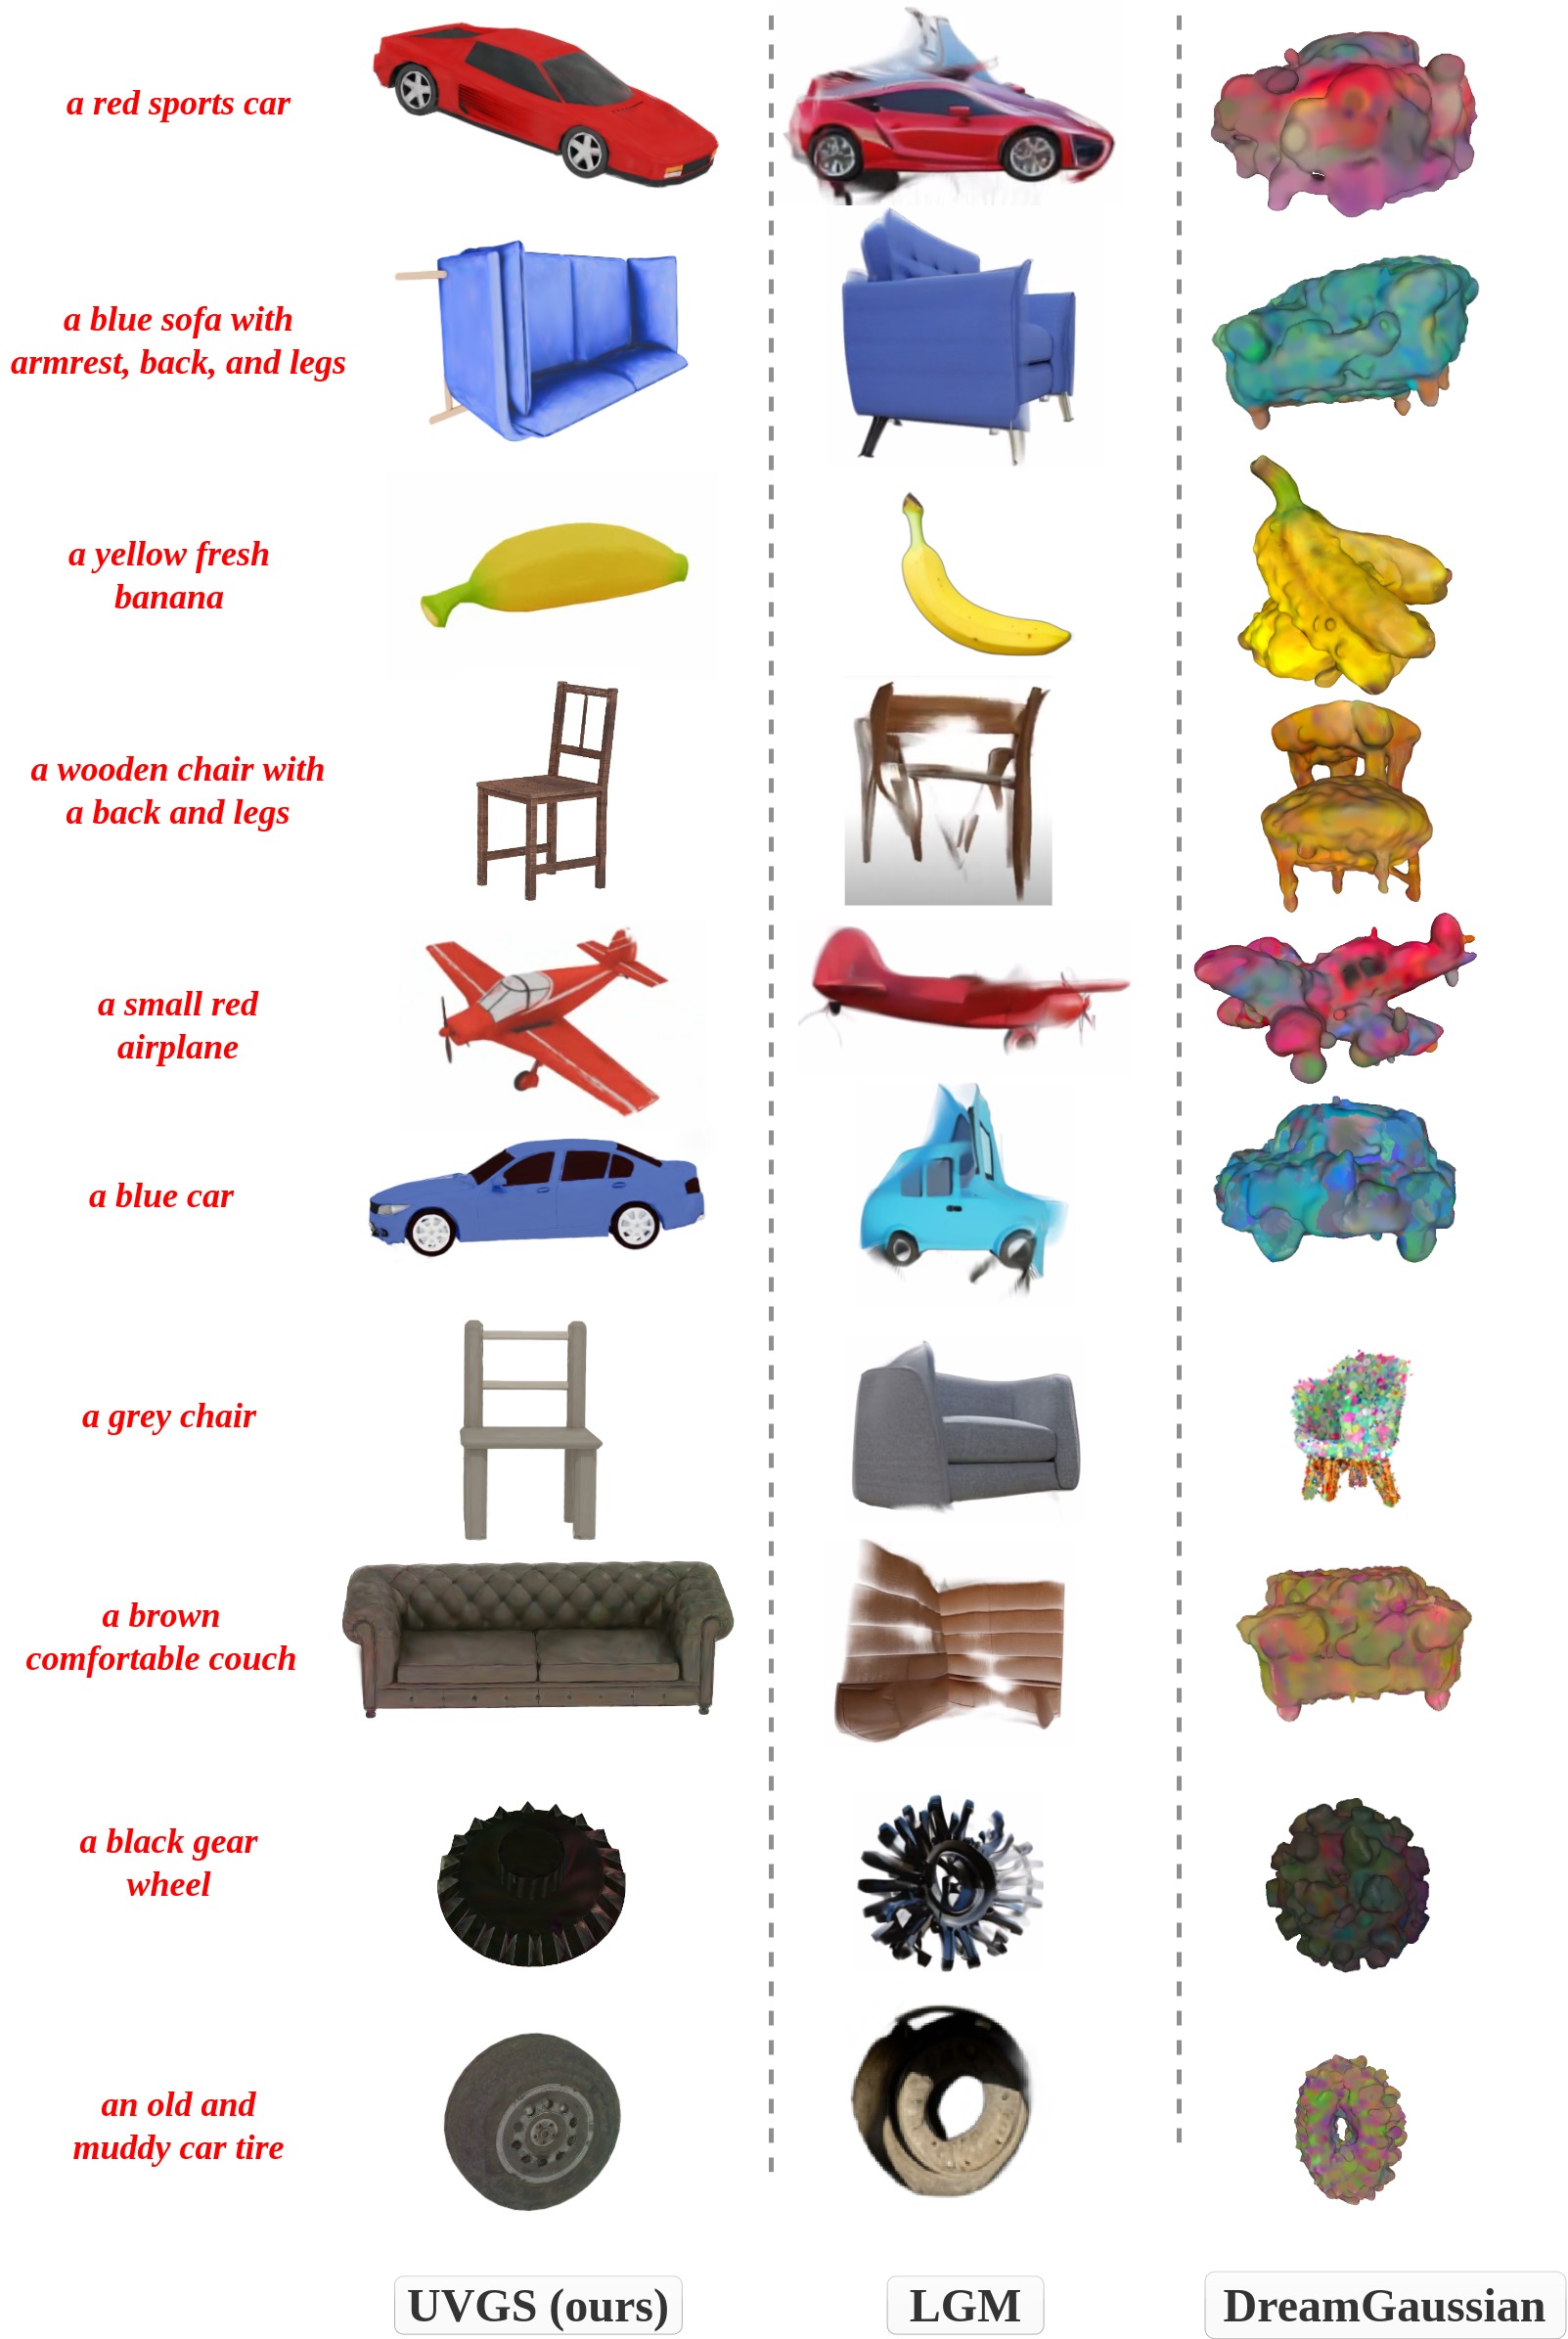 a red sports car
a blue sofa with
armrest, back, and legs
a yellow fresh
banana
a wooden chair with
a back and legs
a small red
airplane
a blue car
a grey chair
a brown
comfortable couch
a black gear
wheel
an old and
muddy car tire
UVGS (ours)
LGM
DreamGaussian